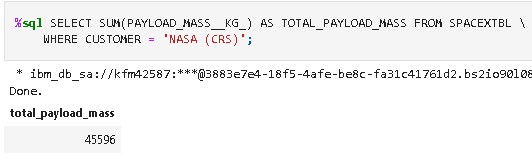 %sql SELECT SUM(PAYLOAD_MASS__KG_) AS TOTAL_PAYLOAD_MASS FROM SPACEXTBL \
WHERE CUSTOMER = 'NASA (CRS)';
* ibm_db_sa://kfm42587:***@3883e7e4-18f5-4afe-be8c-fa31c41761d2.bs2io90l08
Done.
total_payload_mass
45596